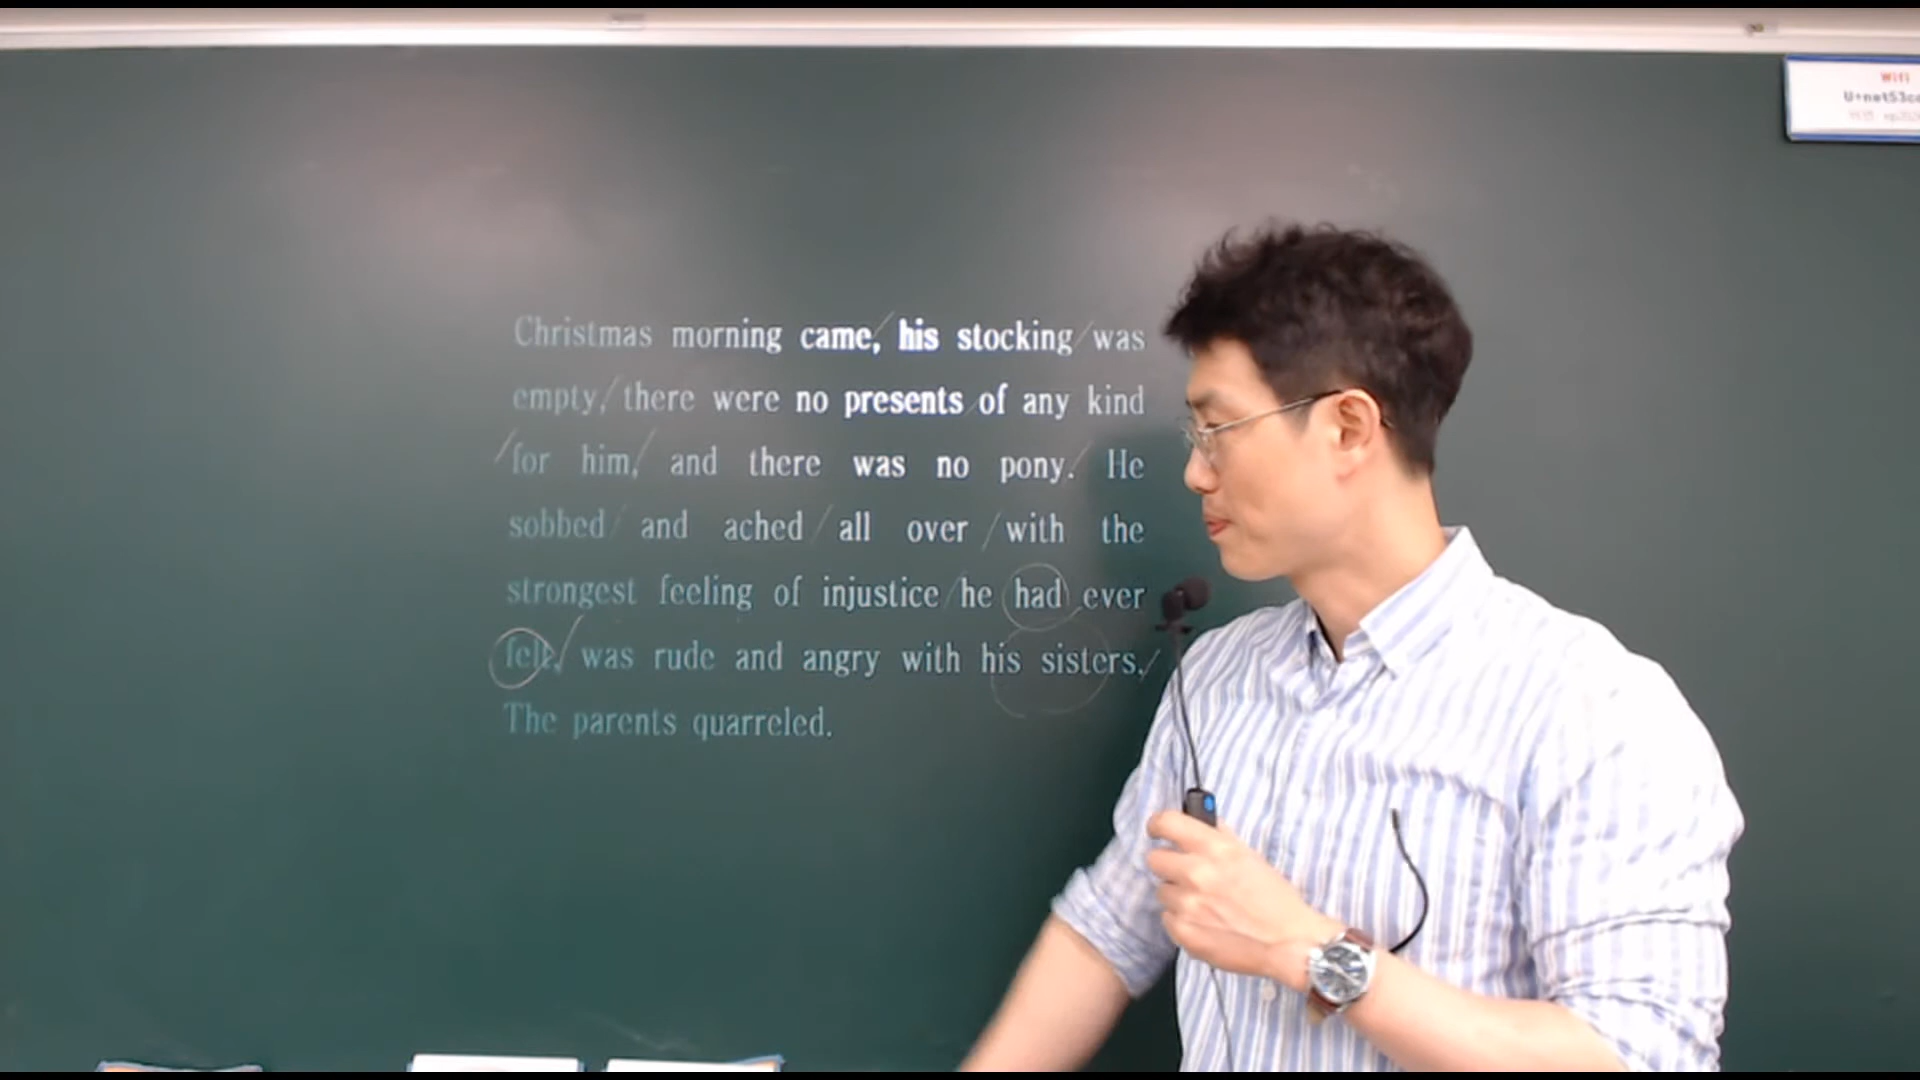 Christmas morning came, his stocking was
empty, there were no presents of any kind
for him, and there was no pony. He
sobbed and ached all over with the
strongest feeling of injustice he had ever
felt, was rude and angry with his sisters.
The parents quarreled.
Wifi